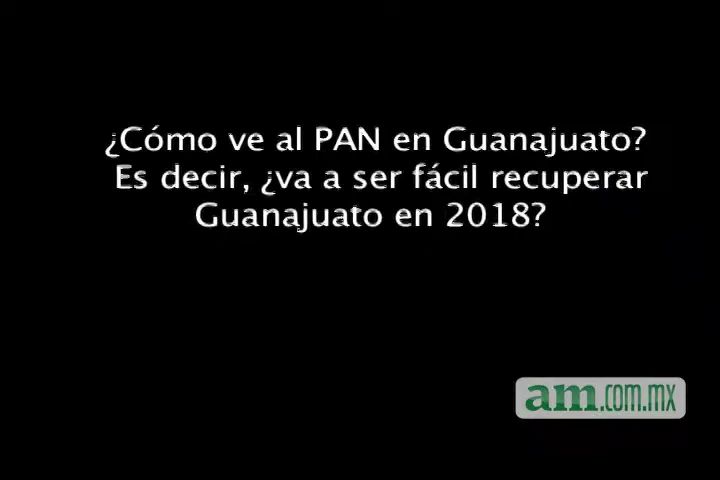 ¿Cómo ve al PAN en Guanajuato?
Es decir, ¿va a ser fácil recuperar
Guanajuato en 2018?
am.com.mx